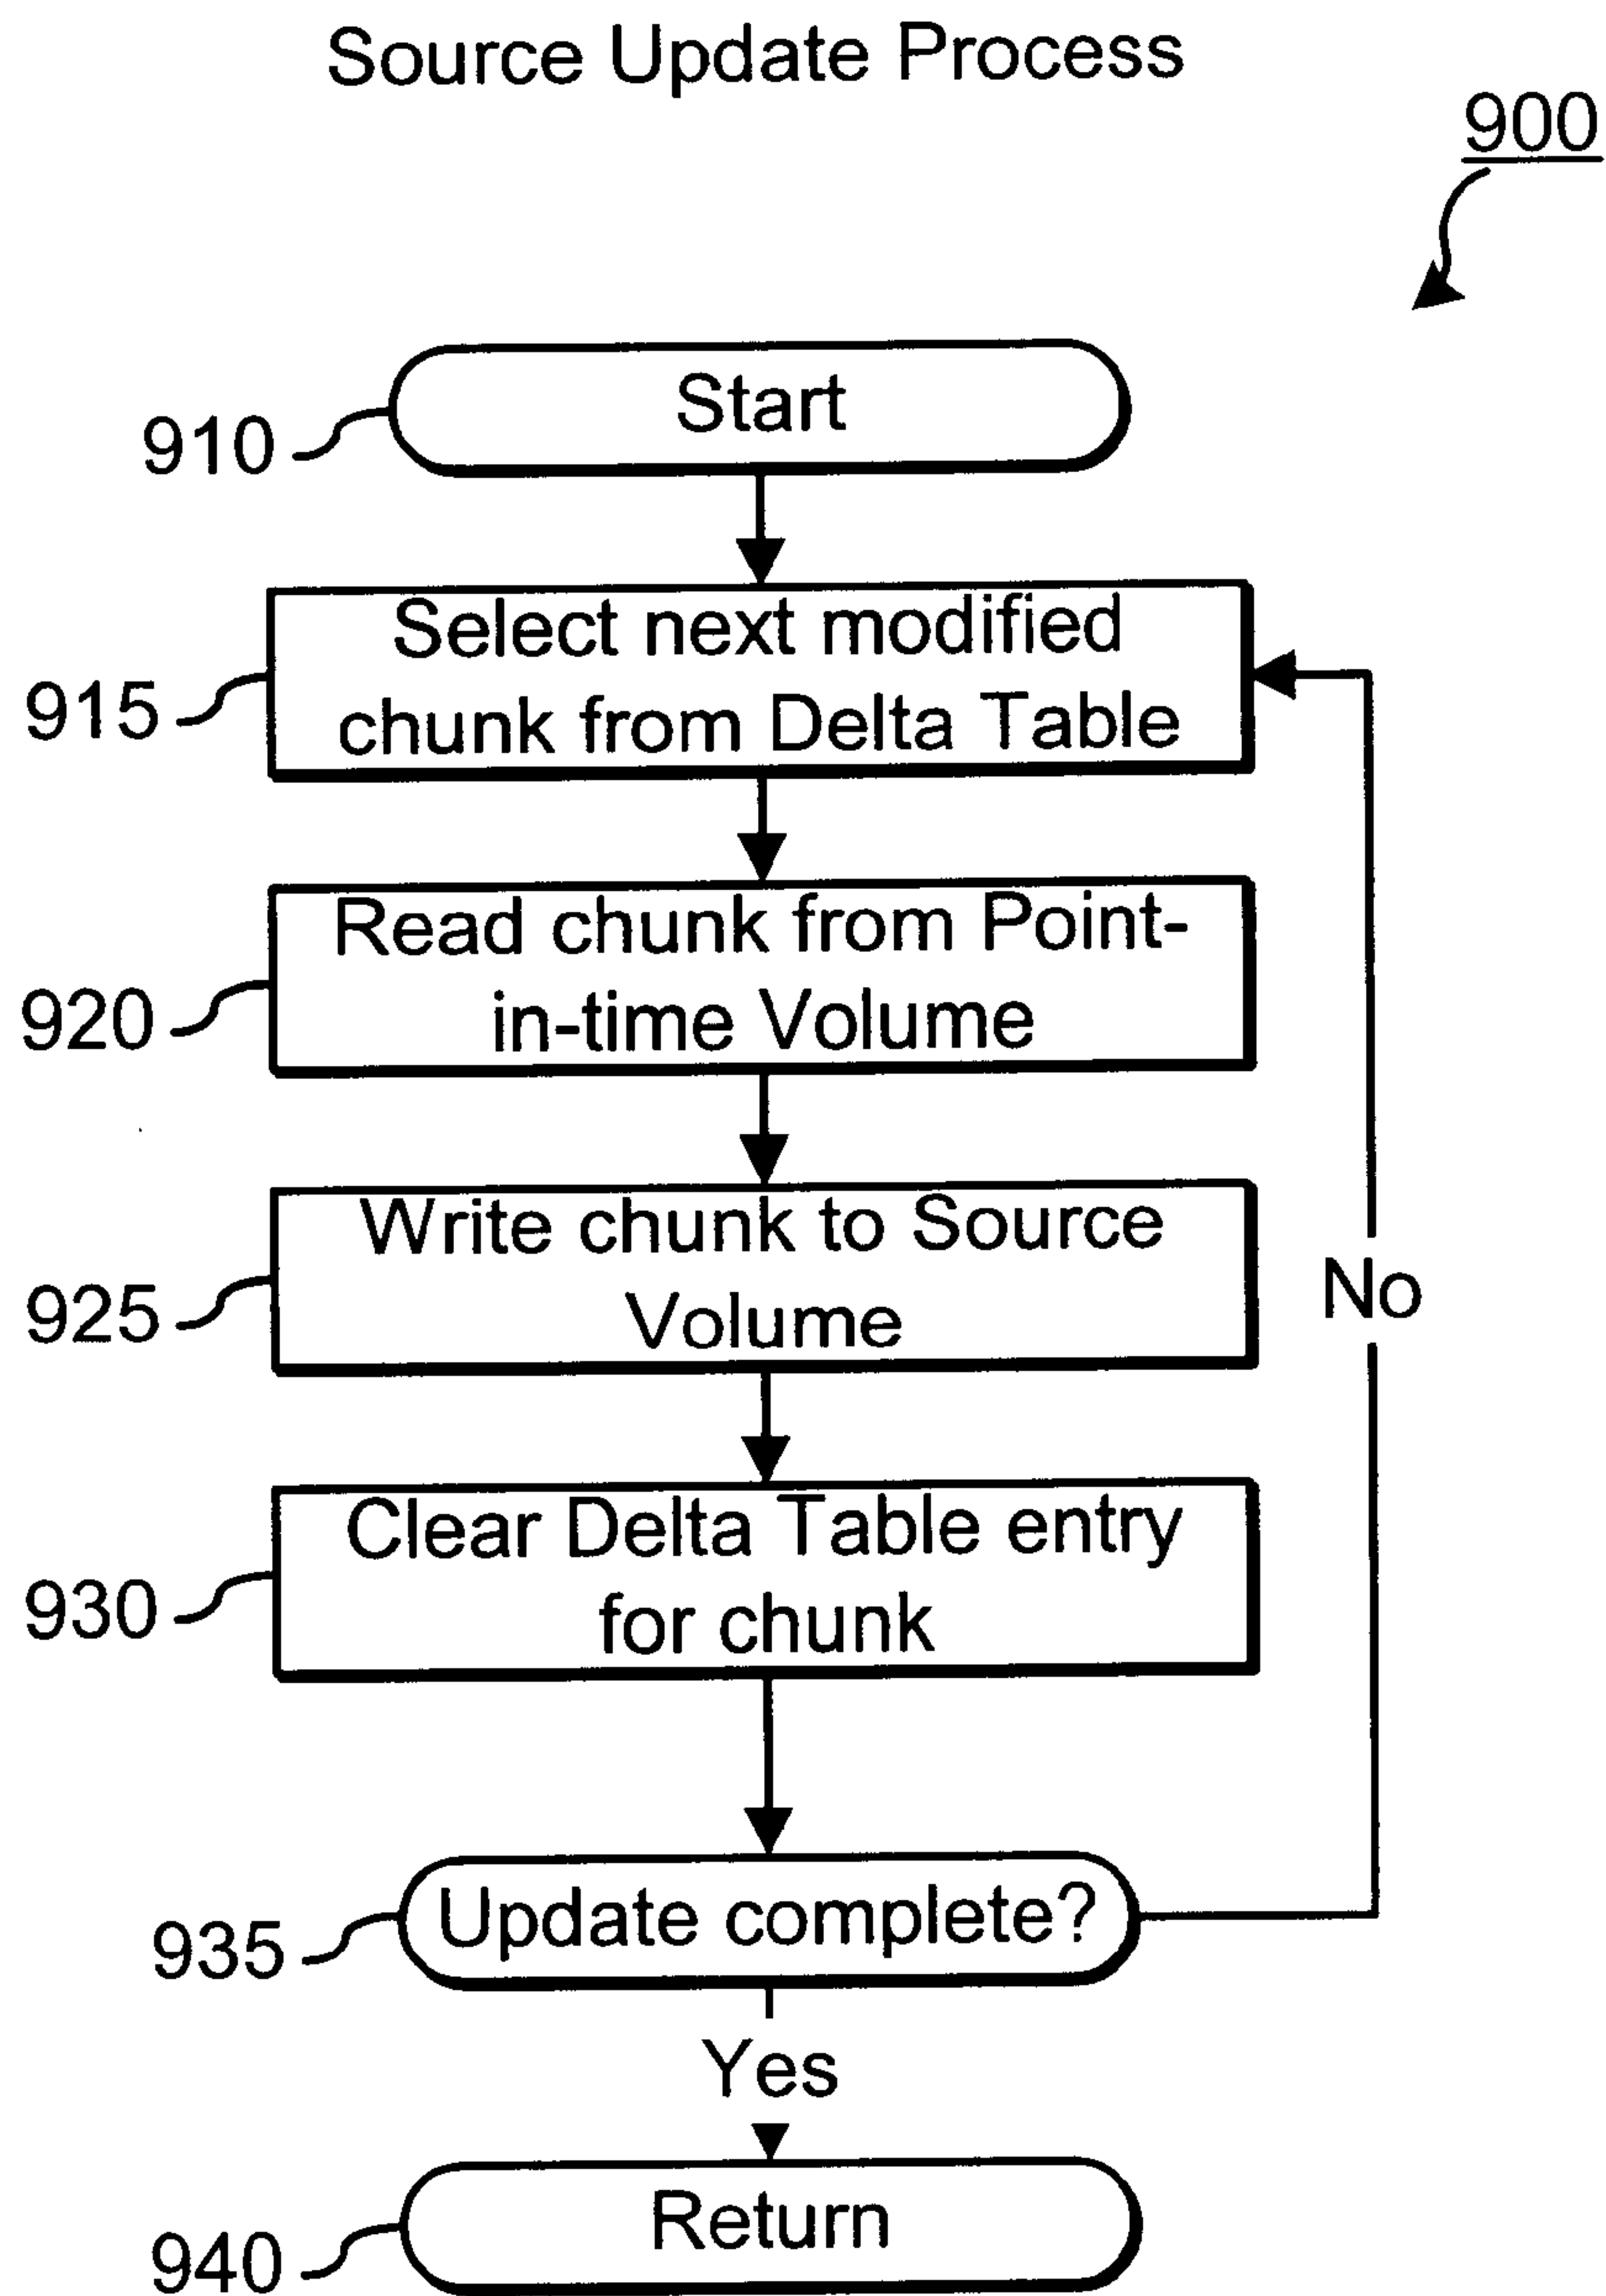 Source Update Process
900
Start
910
Select next modified
chunk from Delta Table
915
Read chunk from Point-
in-time Volume
920
Write chunk to Source
Volume
925
No
Clear Delta Table entry
for chunk
930
Update complete?
935
Yes
Return
940